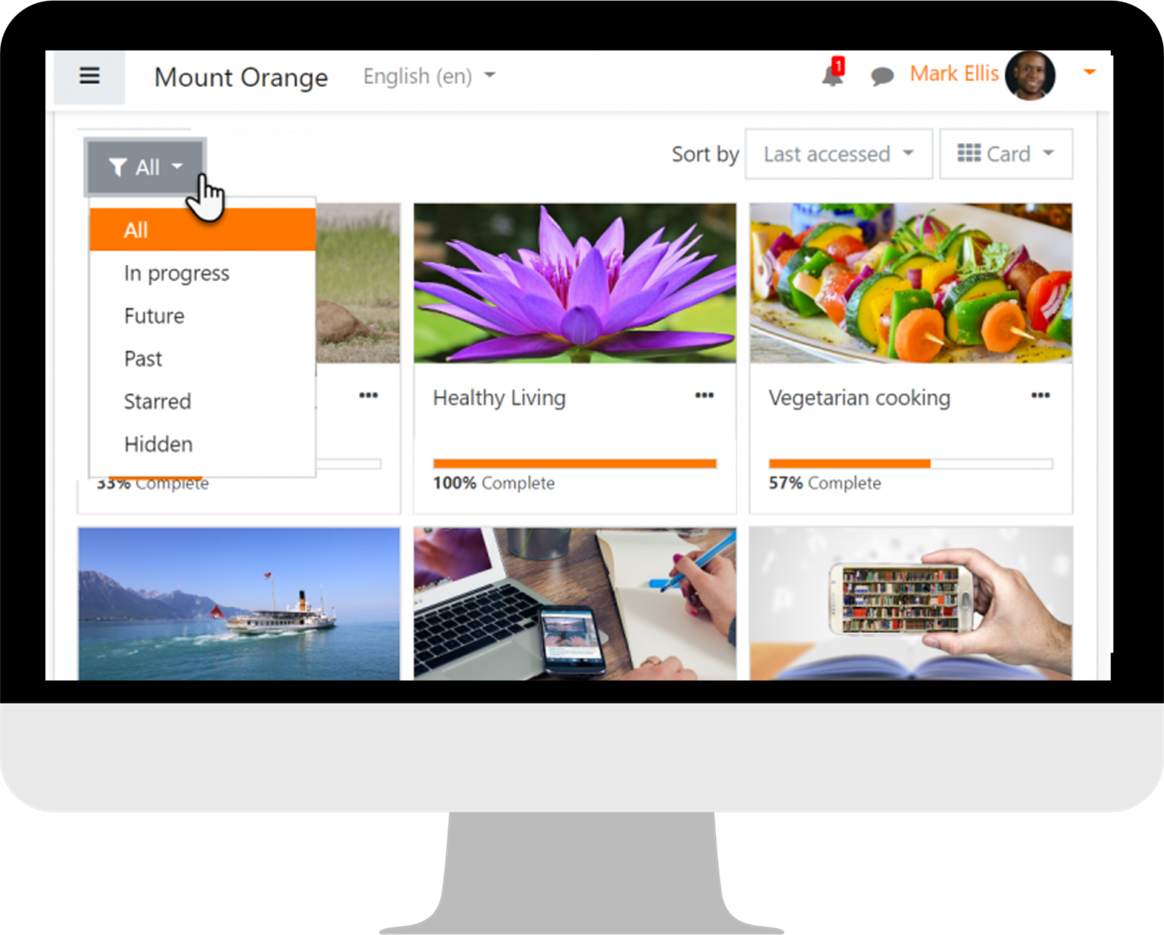 Mount Orange
English (en)
1
Mark Ellis
All
Sort by
Last accessed
Card
All
In progress
Future
Past
Starred
Hidden
33% Complete
Healthy Living
100% Complete
Vegetarian cooking
57% Complete